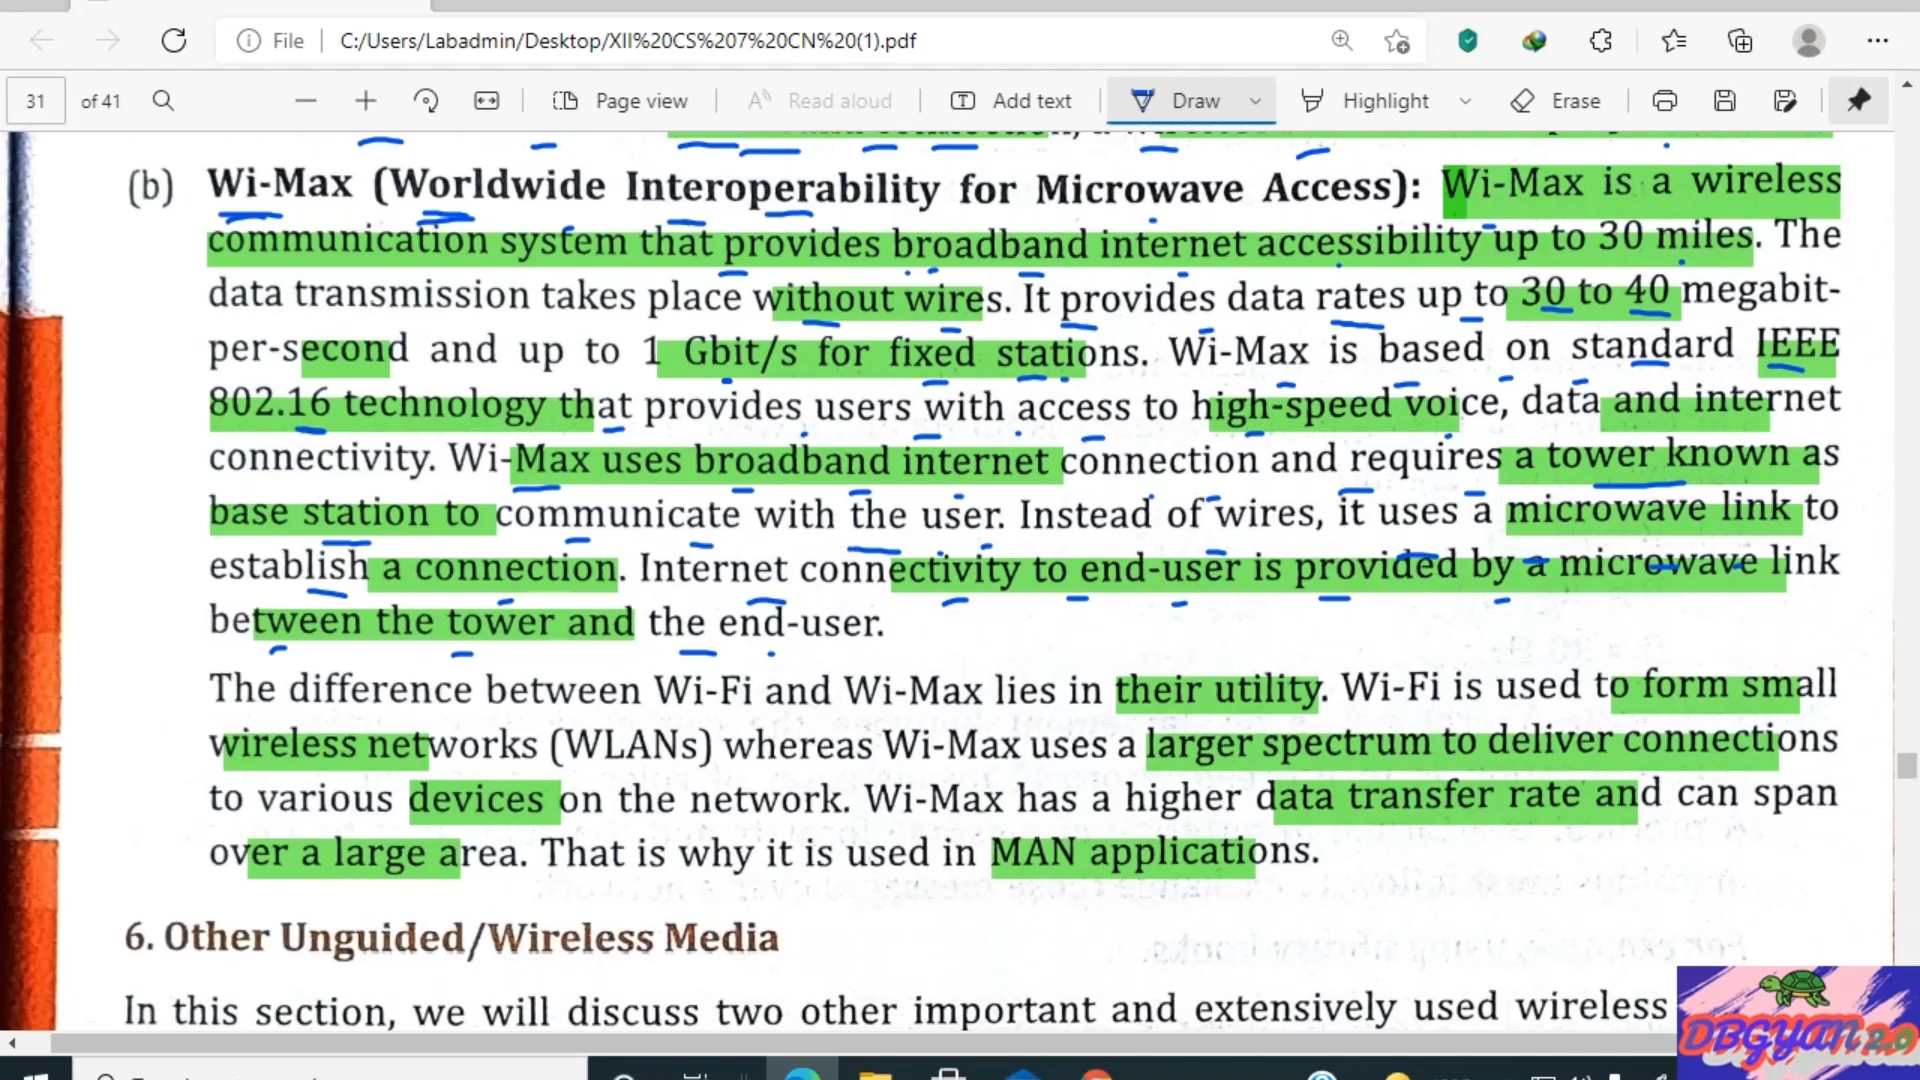 File C:/Users/Labadmin/Desktop/XII%20CS%207%20CN%20(1).pdf
31 of 41 Page view Read aloud Add text Draw Highlight Erase
(b) Wi-Max (Worldwide Interoperability for Microwave Access): Wi-Max is a wireless
communication system that provides broadband internet accessibility up to 30 miles. The
data transmission takes place without wires. It provides data rates up to 30 to 40 megabit-
per-second and up to 1 Gbit/s for fixed stations. Wi-Max is based on standard IEEE
802.16 technology that provides users with access to high-speed voice, data and internet
connectivity. Wi-Max uses broadband internet connection and requires a tower known as
base station to communicate with the user. Instead of wires, it uses a microwave link to
establish a connection. Internet connectivity to end-user is provided by a microwave link
between the tower and the end-user.
The difference between Wi-Fi and Wi-Max lies in their utility. Wi-Fi is used to form small
wireless networks (WLANs) whereas Wi-Max uses a larger spectrum to deliver connections
to various devices on the network. Wi-Max has a higher data transfer rate and can span
over a large area. That is why it is used in MAN applications.
6. Other Unguided/Wireless Media
In this section, we will discuss two other important and extensively used wireless
DBGYAN 2.0